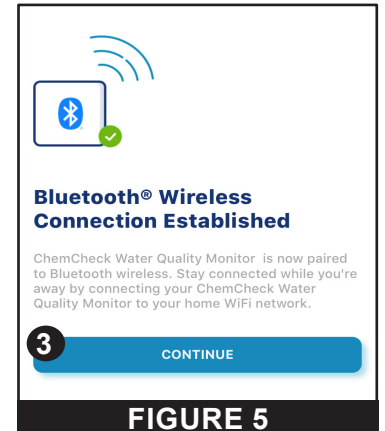 Bluetooth® Wireless
Connection Established
ChemCheck Water Quality Monitor is now paired
to Bluetooth wireless. Stay connected while you're
away by connecting your ChemCheck Water
Quality Monitor to your home WiFi network.
3
CONTINUE
FIGURE 5